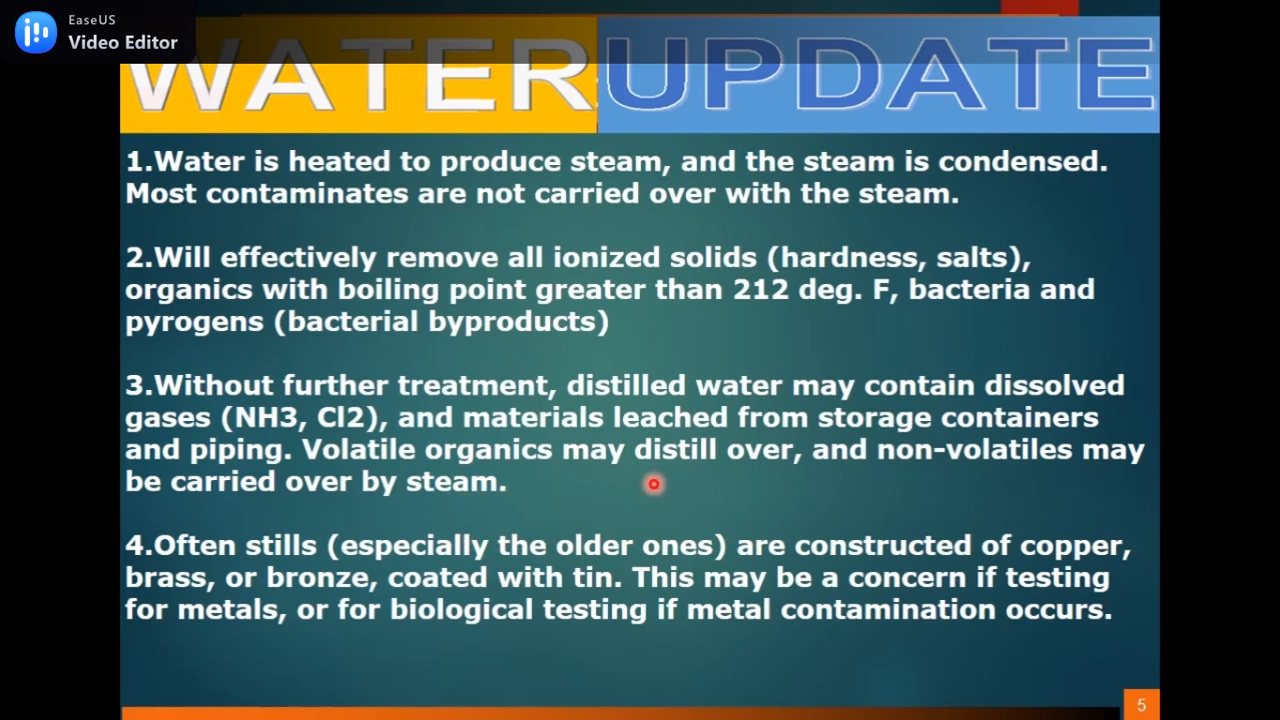 EaseUS
Video Editor
WATER UPDATE
1.Water is heated to produce steam, and the steam is condensed.
Most contaminates are not carried over with the steam.
2.Will effectively remove all ionized solids (hardness, salts),
organics with boiling point greater than 212 deg. F, bacteria and
pyrogens (bacterial byproducts)
3.Without further treatment, distilled water may contain dissolved
gases (NH3, Cl2), and materials leached from storage containers
and piping. Volatile organics may distill over, and non-volatiles may
be carried over by steam.
4.Often stills (especially the older ones) are constructed of copper,
brass, or bronze, coated with tin. This may be a concern if testing
for metals, or for biological testing if metal contamination occurs.
5